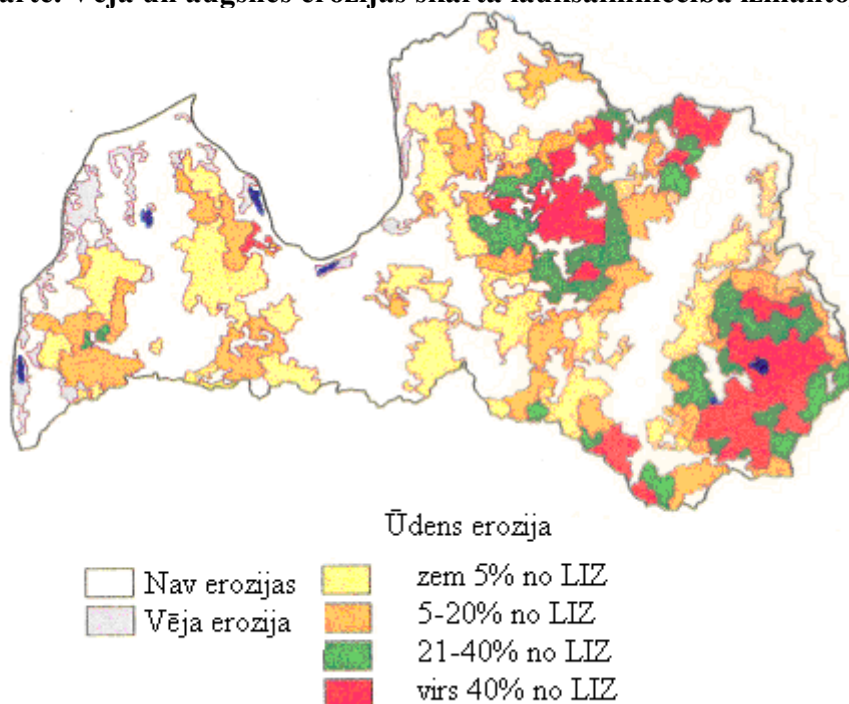 Ūdens erozija
Nav erozijas
Vēja erozija
zem 5% no LIZ
5-20% no LIZ
21-40% no LIZ
virs 40% no LIZ